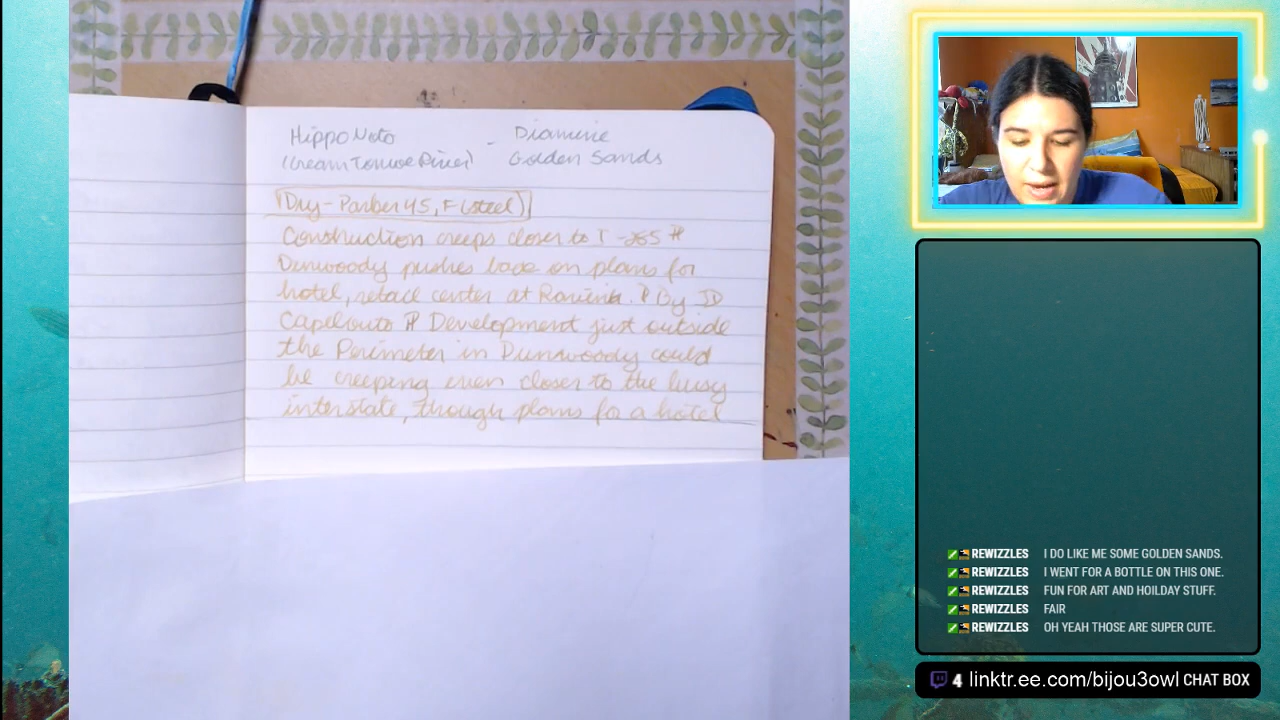 Hippo Noto - Diamine
(Cream Tomoe River) Golden Sands
(Dry - Parker 45, F (steel))
Construction creeps closer to I-285 ¶
Dunwoody pushes back on plans for
hotel, retail center at Ravinia. ¶ By JD
Capelouto ¶ Development just outside
the Perimeter in Dunwoody could
be creeping even closer to the busy
interstate, though plans for a hotel
REWIZZLES I DO LIKE ME SOME GOLDEN SANDS.
REWIZZLES I WENT FOR A BOTTLE ON THIS ONE.
REWIZZLES FUN FOR ART AND HOILDAY STUFF.
REWIZZLES FAIR
REWIZZLES OH YEAH THOSE ARE SUPER CUTE.
4 linktr.ee.com/bijou3owl CHAT BOX